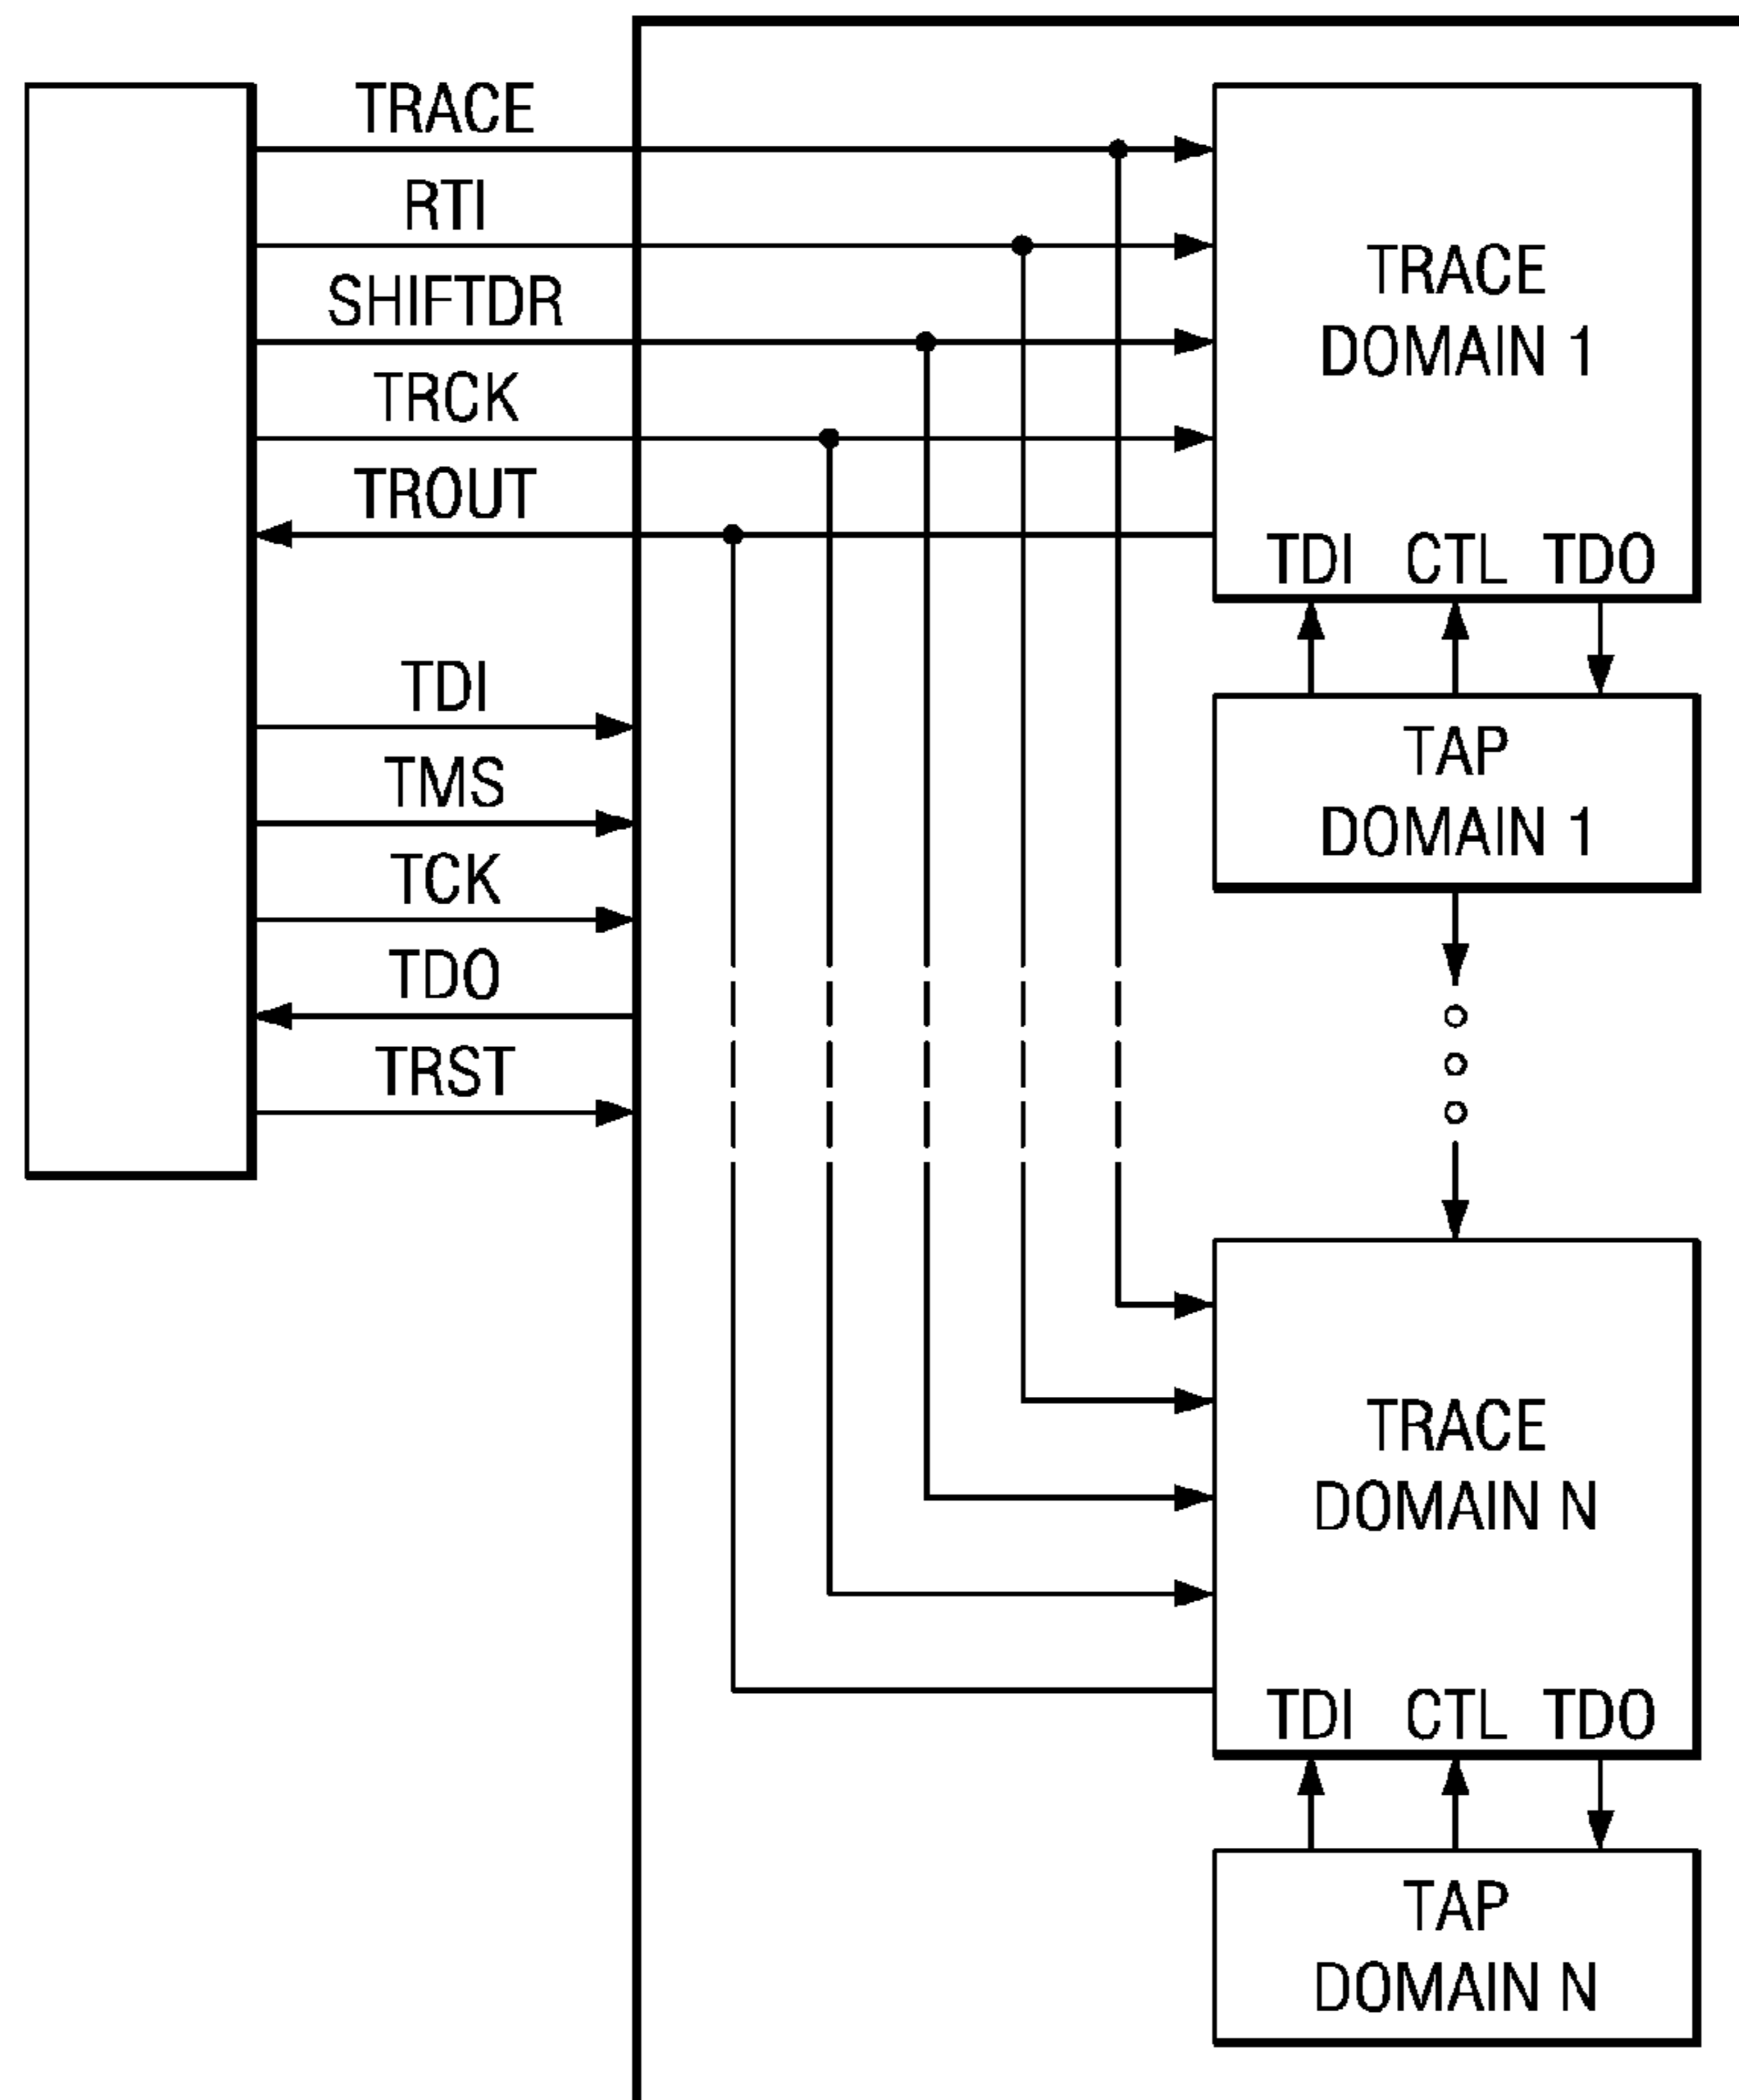 TRACE
RTI
SHIFTDR
TRCK
TROUT
TDI
TMS
TCK
TDO
TRST
TRACE
DOMAIN 1
TDI CTL TDO
TAP
DOMAIN 1
TRACE
DOMAIN N
TDI CTL TDO
TAP
DOMAIN N